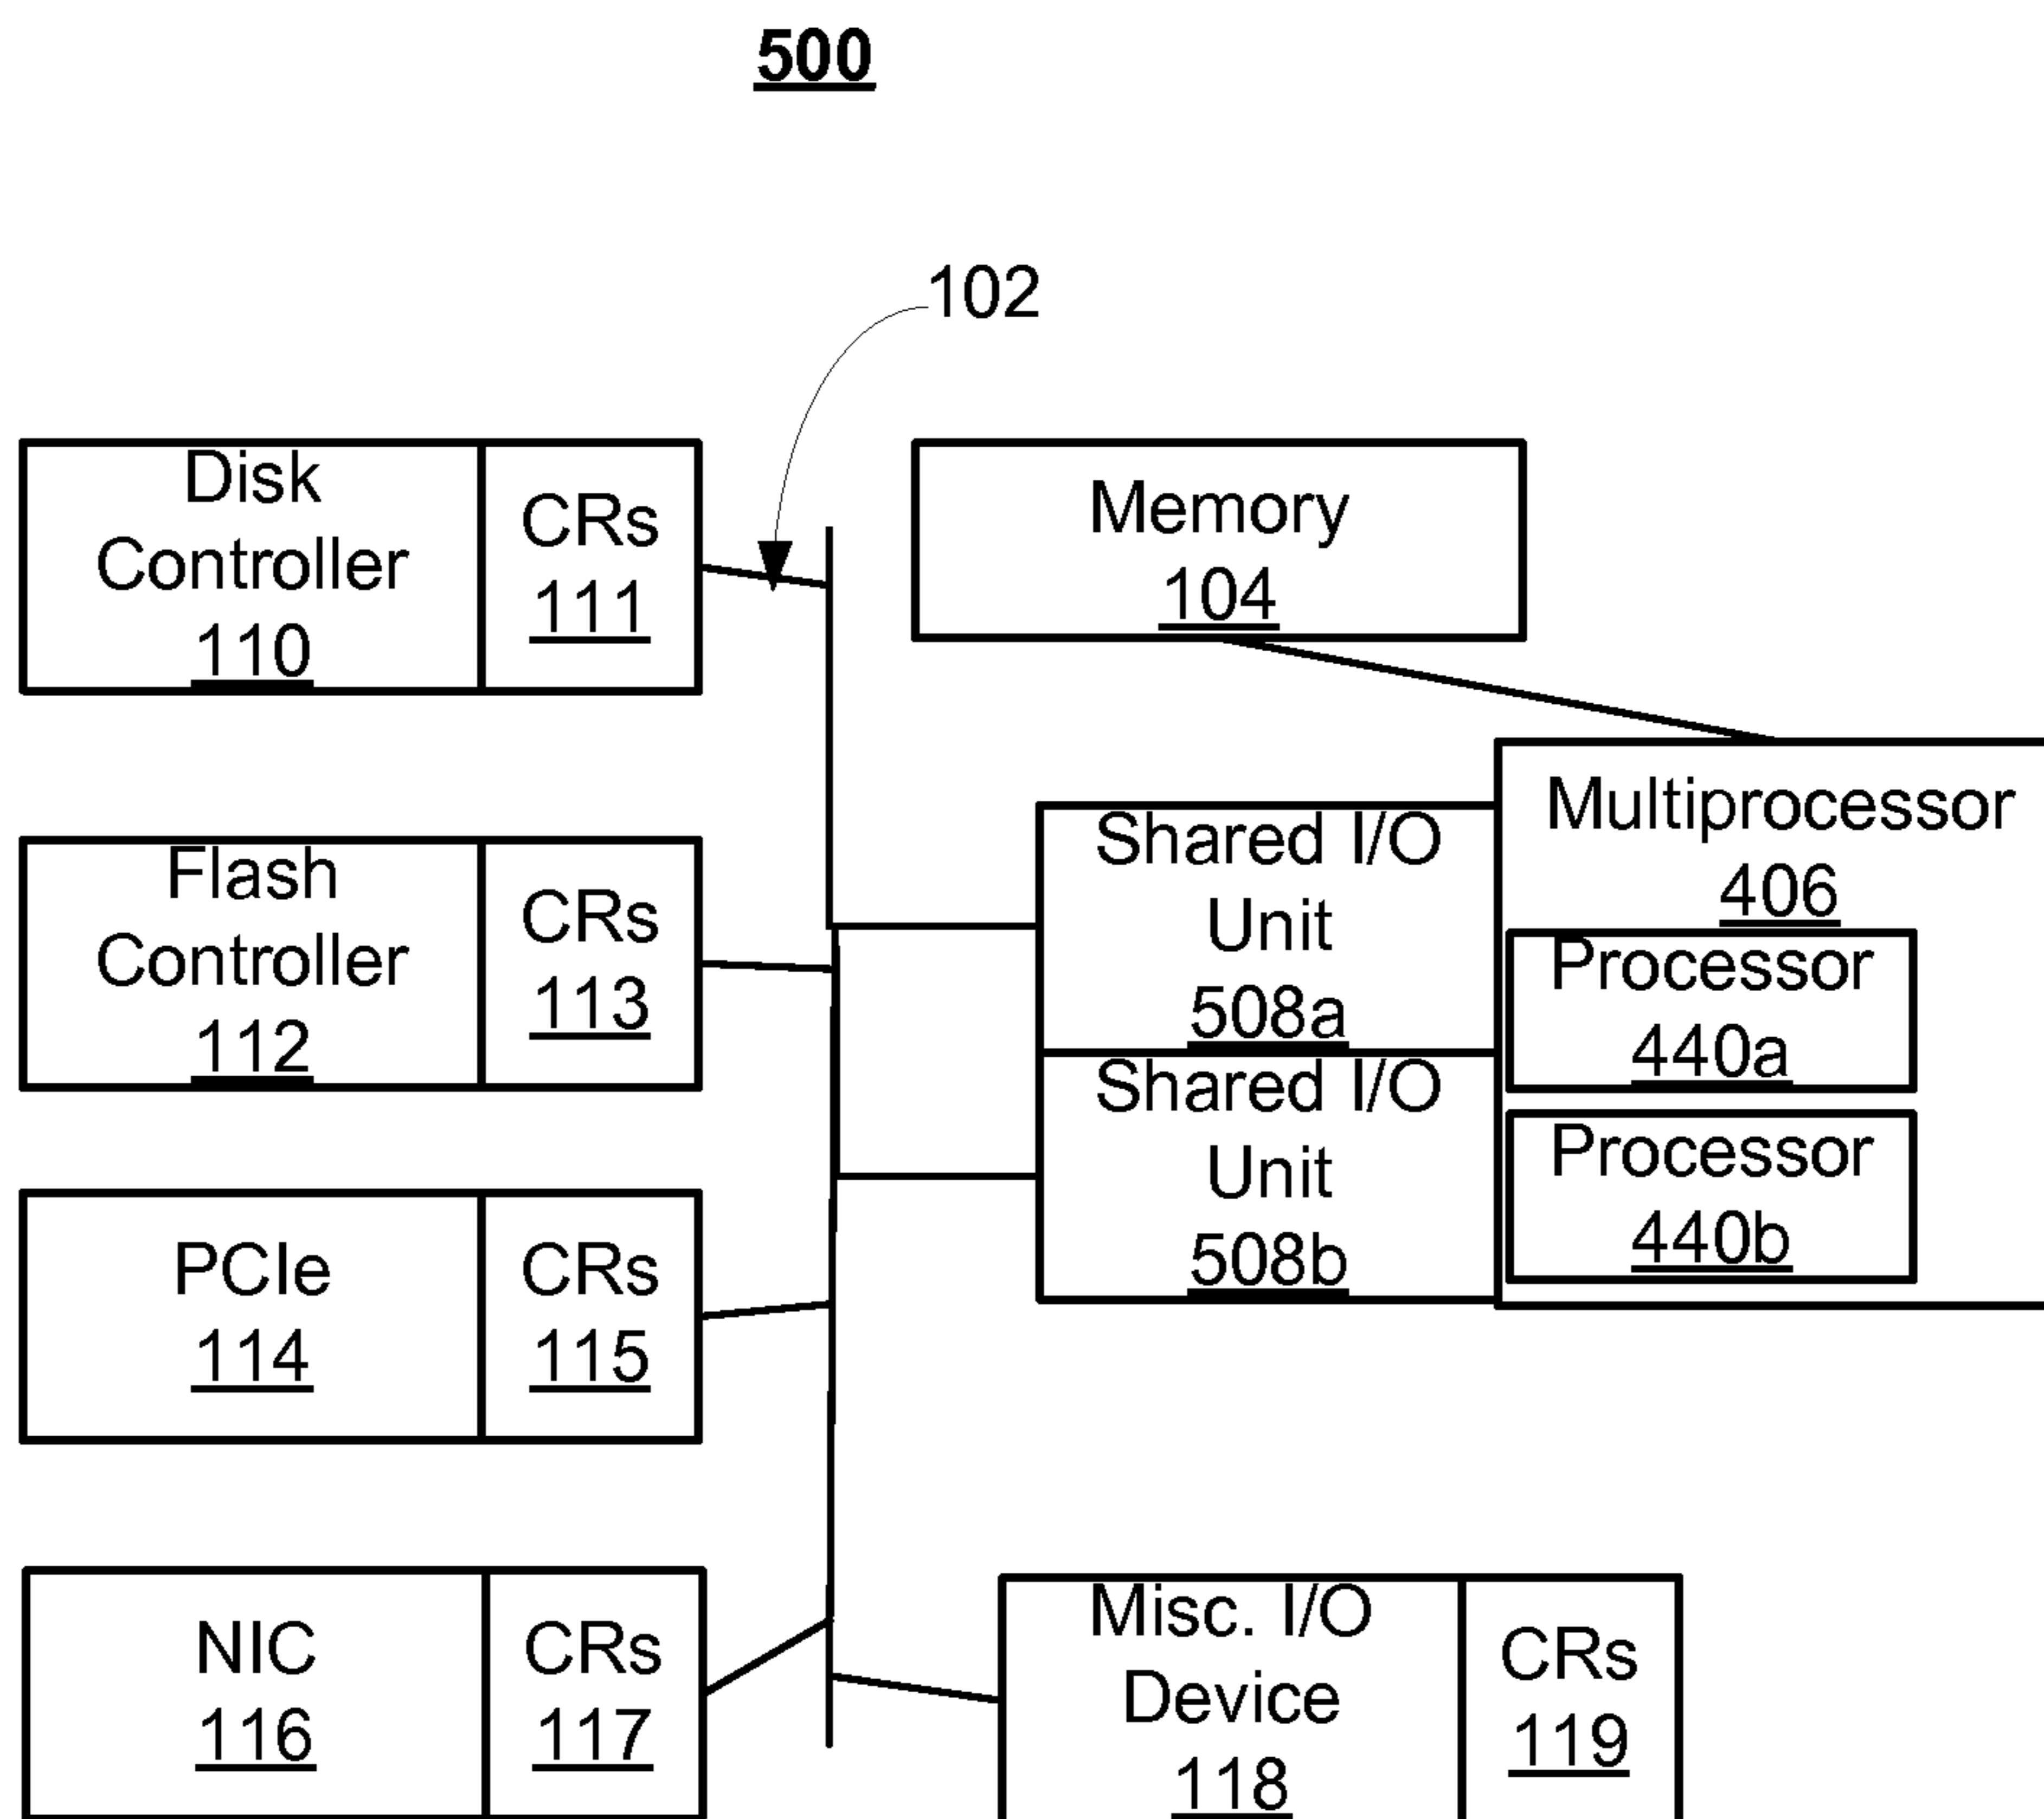 500
102
Disk
Controller
110
CRs
111
Memory
104
Flash
Controller
112
CRs
113
Shared I/O
Unit
508a
Shared I/O
Unit
508b
Multiprocessor
406
Processor
440a
Processor
440b
PCIe
114
CRs
115
NIC
116
CRs
117
Misc. I/O
Device
118
CRs
119